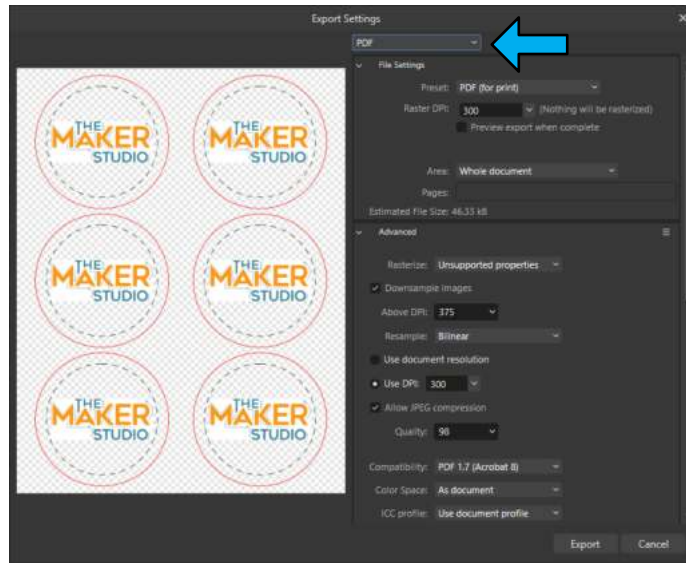 Export Settings
PDF
File Settings
Preset: PDF (for print)
Raster DPI: 300 (Nothing will be rasterized)
Preview export when complete
Area: Whole document
Pages:
Estimated File Size: 46.33 kB
Advanced
Rasterize: Unsupported properties
Downsample images
Above DPI: 375
Resample: Bilinear
Use document resolution
Use DPI: 300
Allow JPEG compression
Quality: 98
Compatibility: PDF 1.7 (Acrobat 8)
Color Space: As document
ICC profile: Use document profile
Export Cancel
THE
MAKER
STUDIO
THE
MAKER
STUDIO
THE
MAKER
STUDIO
THE
MAKER
STUDIO
THE
MAKER
STUDIO
THE
MAKER
STUDIO